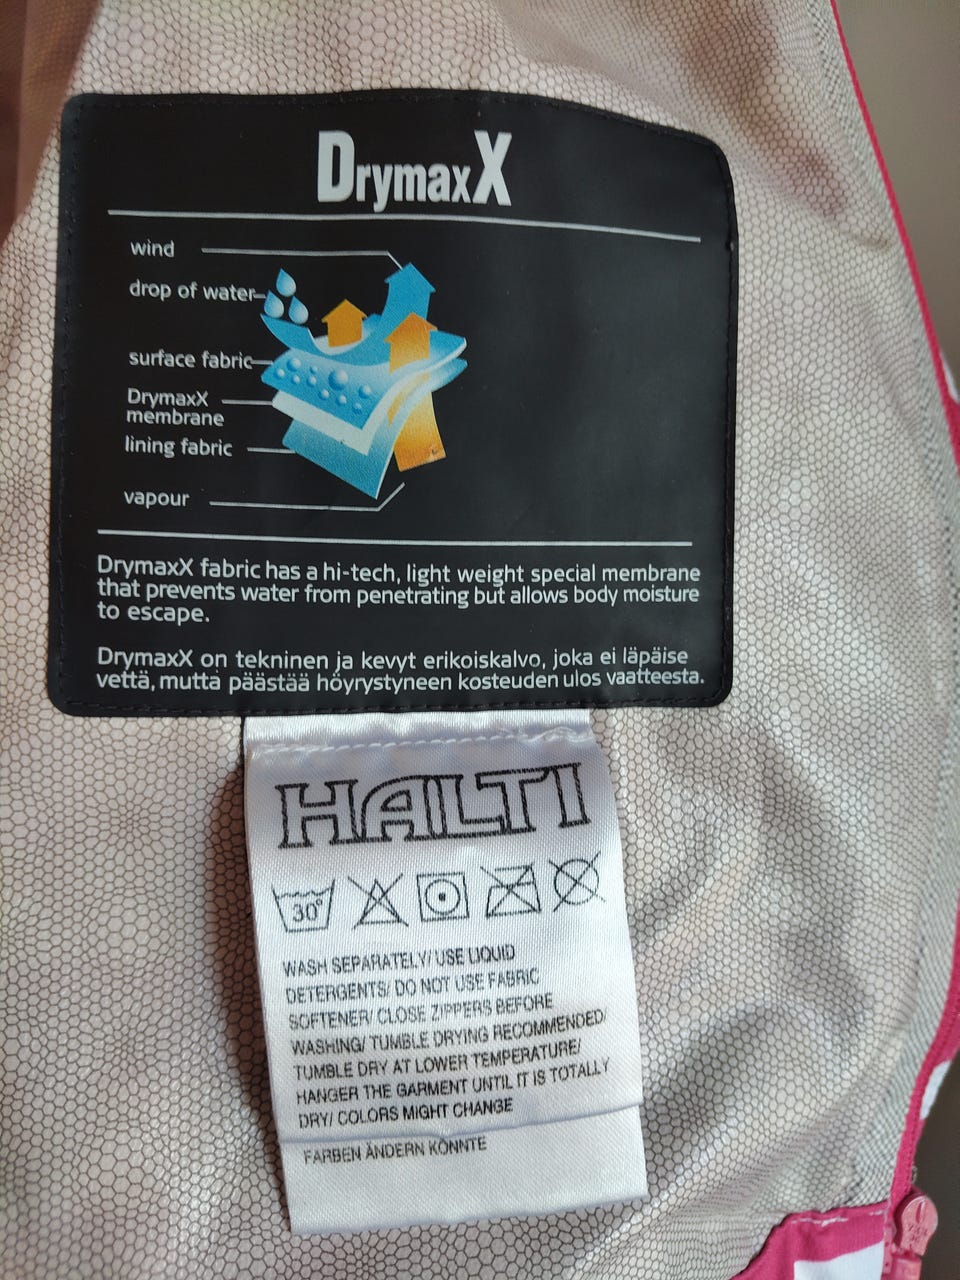 DrymaxX
wind
drop of water
surface fabric
DrymaxX
membrane
lining fabric
vapour
DrymaxX fabric has a hi-tech, light weight special membrane
that prevents water from penetrating but allows body moisture
to escape.
DrymaxX on tekninen ja kevyt erikoiskalvo, joka ei läpäise
vettä, mutta päästää höyrystyneen kosteuden ulos vaatteesta.
HALTI
30°
WASH SEPARATELY/ USE LIQUID
DETERGENTS/ DO NOT USE FABRIC
SOFTENER/ CLOSE ZIPPERS BEFORE
WASHING/ TUMBLE DRYING RECOMMENDED/
TUMBLE DRY AT LOWER TEMPERATURE/
HANGER THE GARMENT UNTIL IT IS TOTALLY
DRY/ COLORS MIGHT CHANGE
FARBEN ÄNDERN KÖNNTE